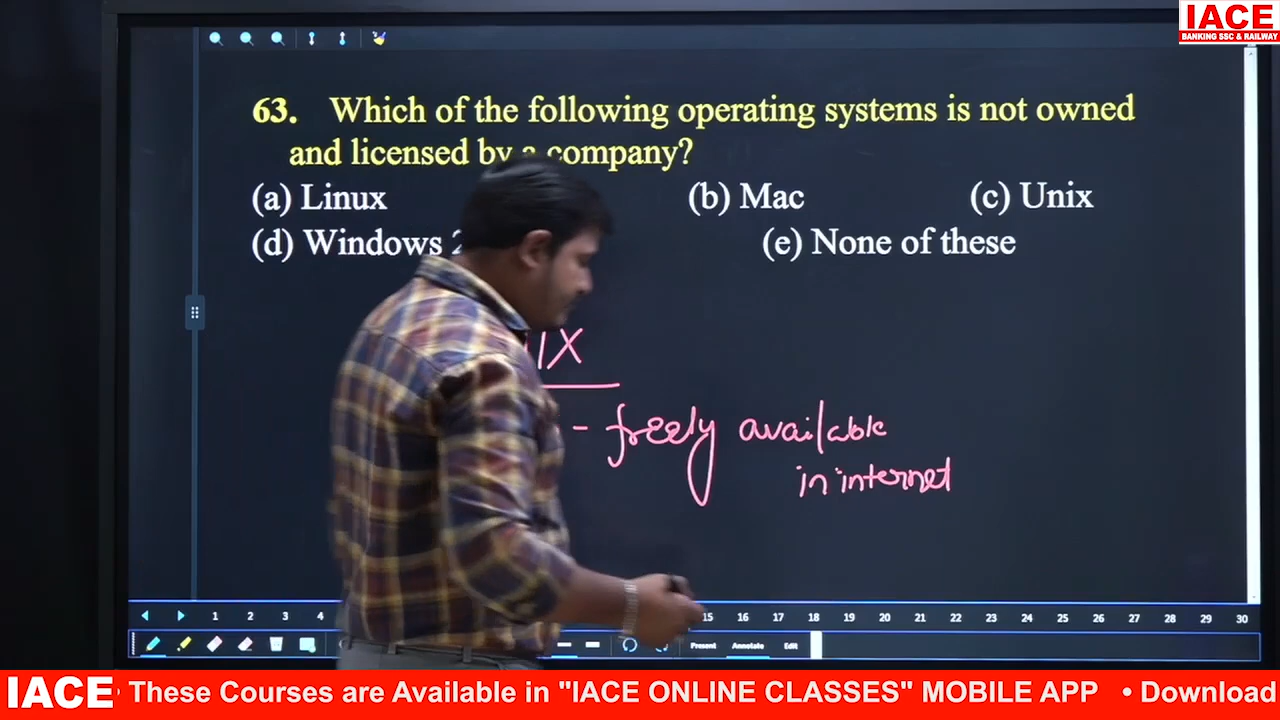 IACE
BANKING SSC & RAILWAY
63. Which of the following operating systems is not owned
and licensed by a company?
(a) Linux (b) Mac (c) Unix
(d) Windows (e) None of these
- freely available
in internet
1 2 3 4 15 16 17 18 19 20 21 22 23 24 25 26 27 28 29 30
Present Annotate Edit
IACE These Courses are Available in "IACE ONLINE CLASSES" MOBILE APP • Download